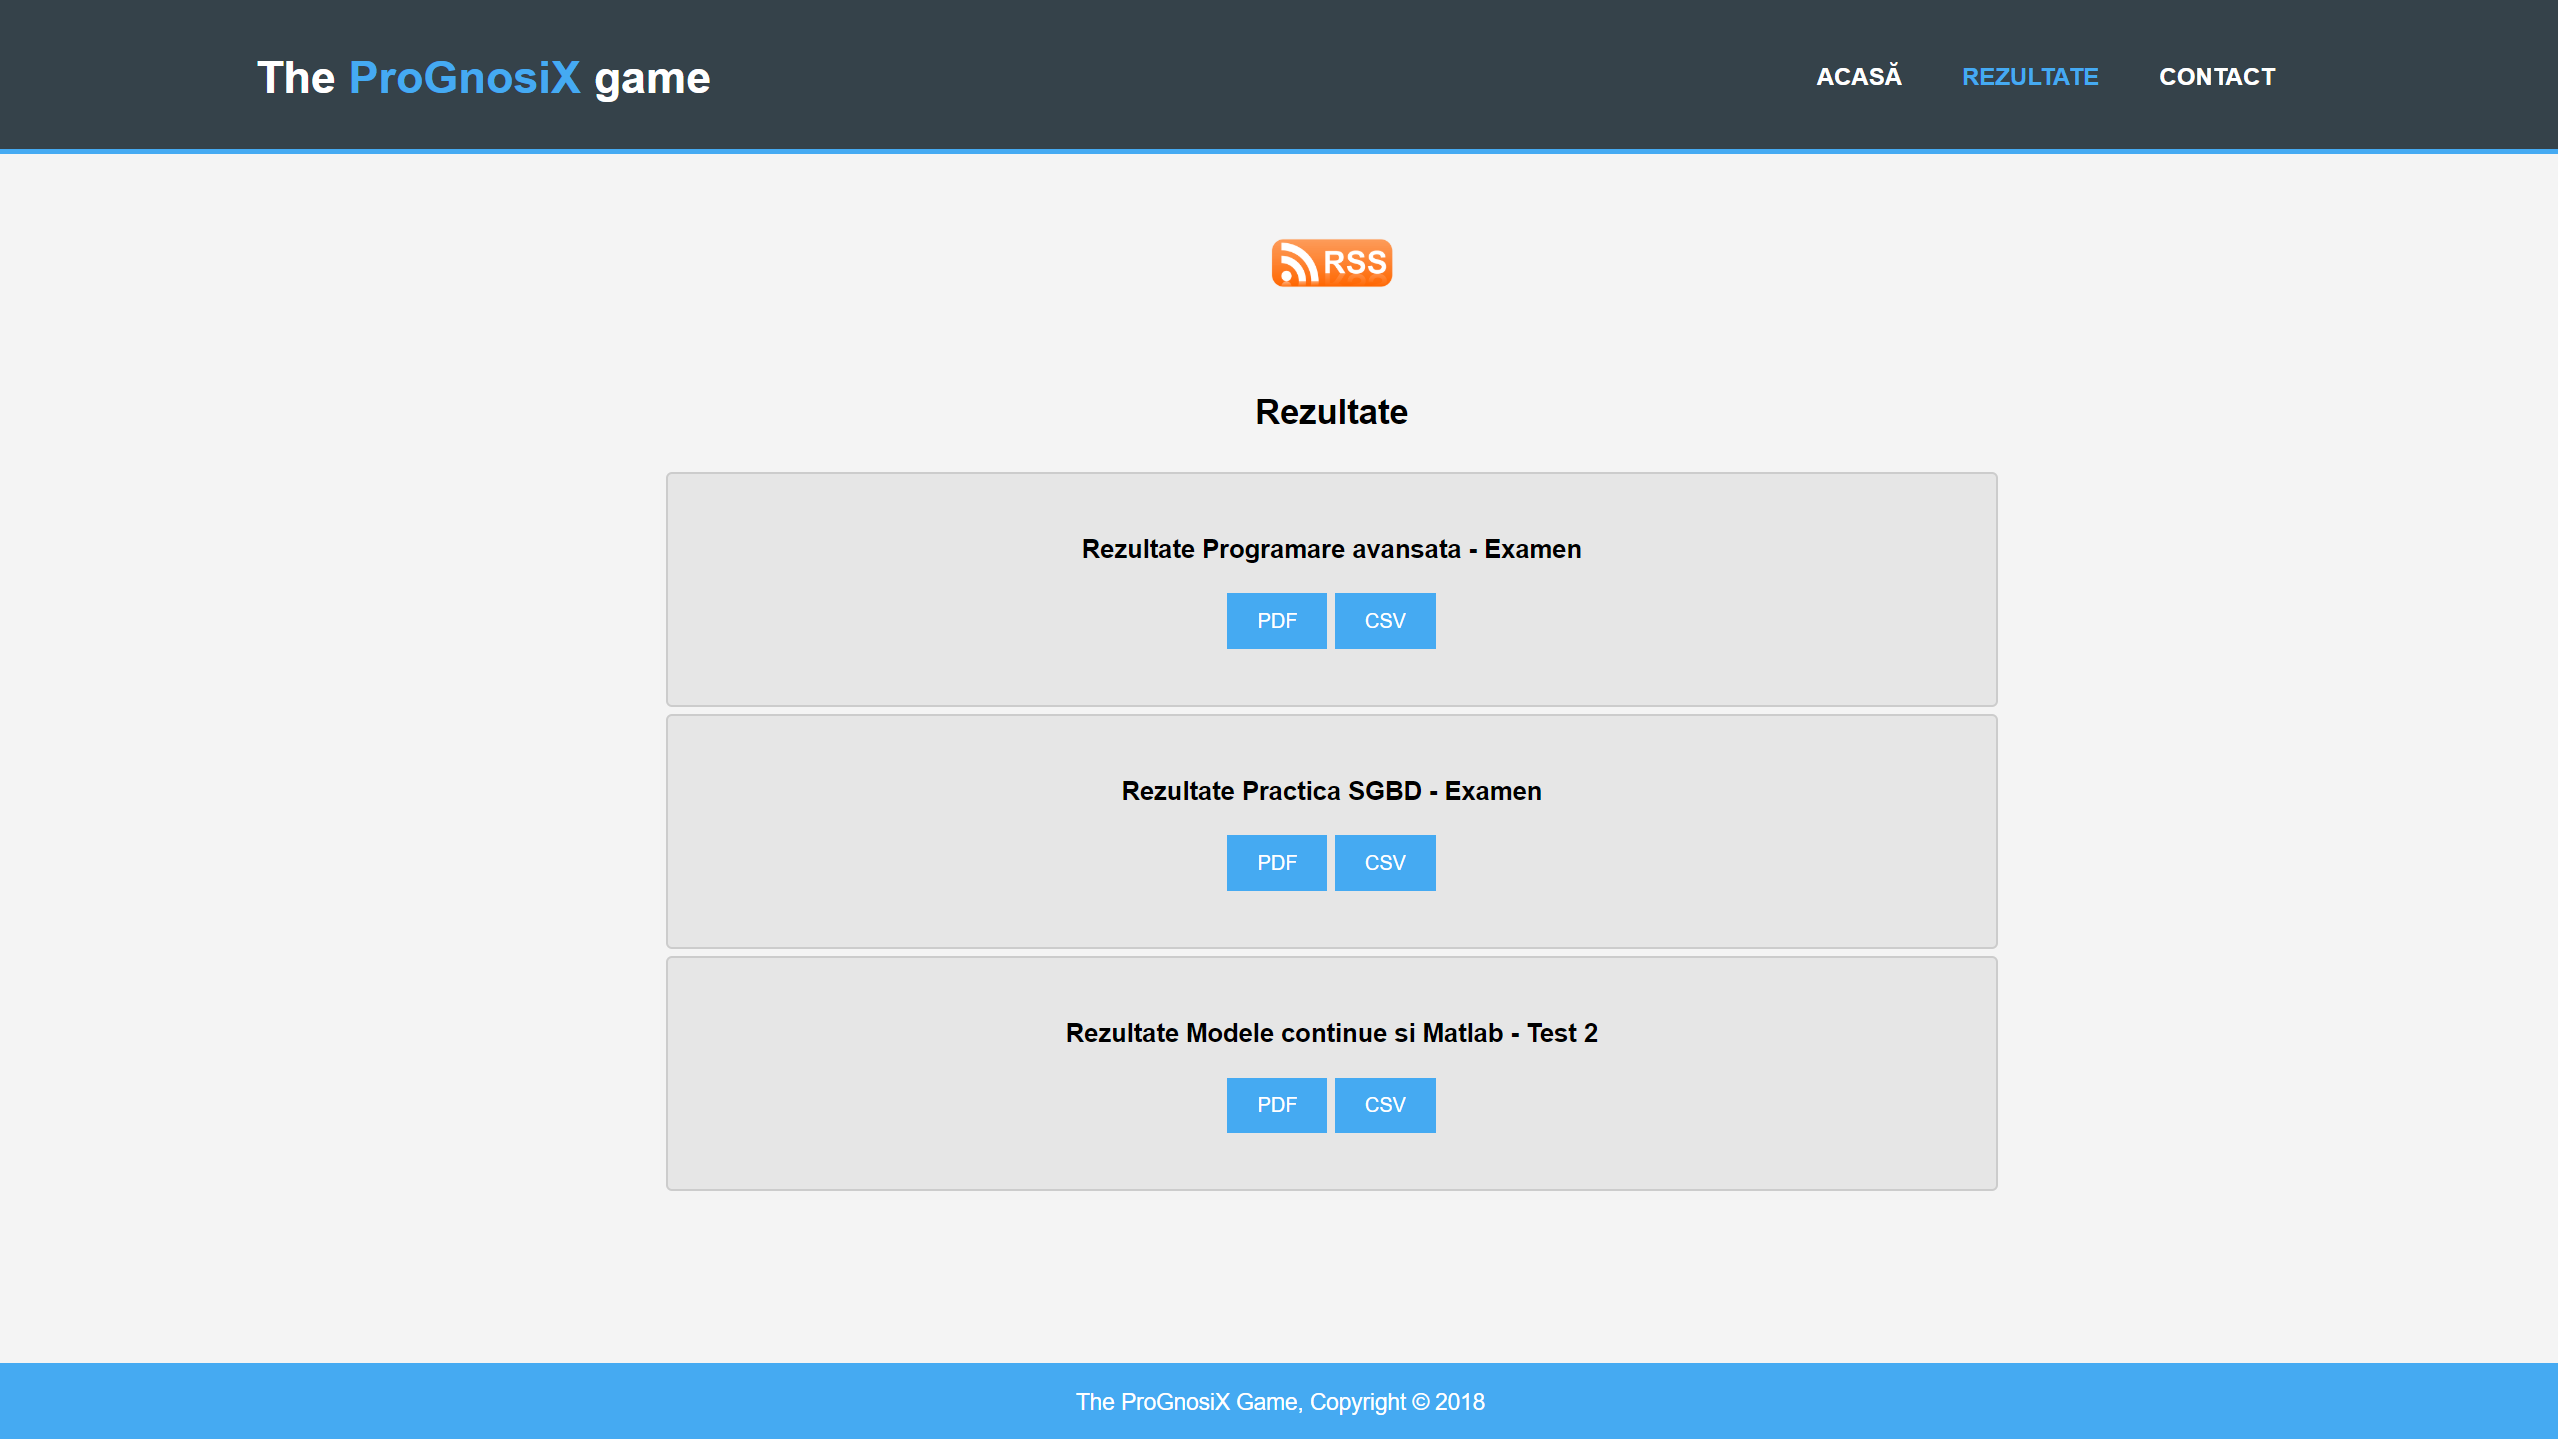 The ProGnosiX game
ACASĂ REZULTATE CONTACT
RSS
Rezultate
Rezultate Programare avansata - Examen
PDF CSV
Rezultate Practica SGBD - Examen
PDF CSV
Rezultate Modele continue si Matlab - Test 2
PDF CSV
The ProGnosiX Game, Copyright © 2018